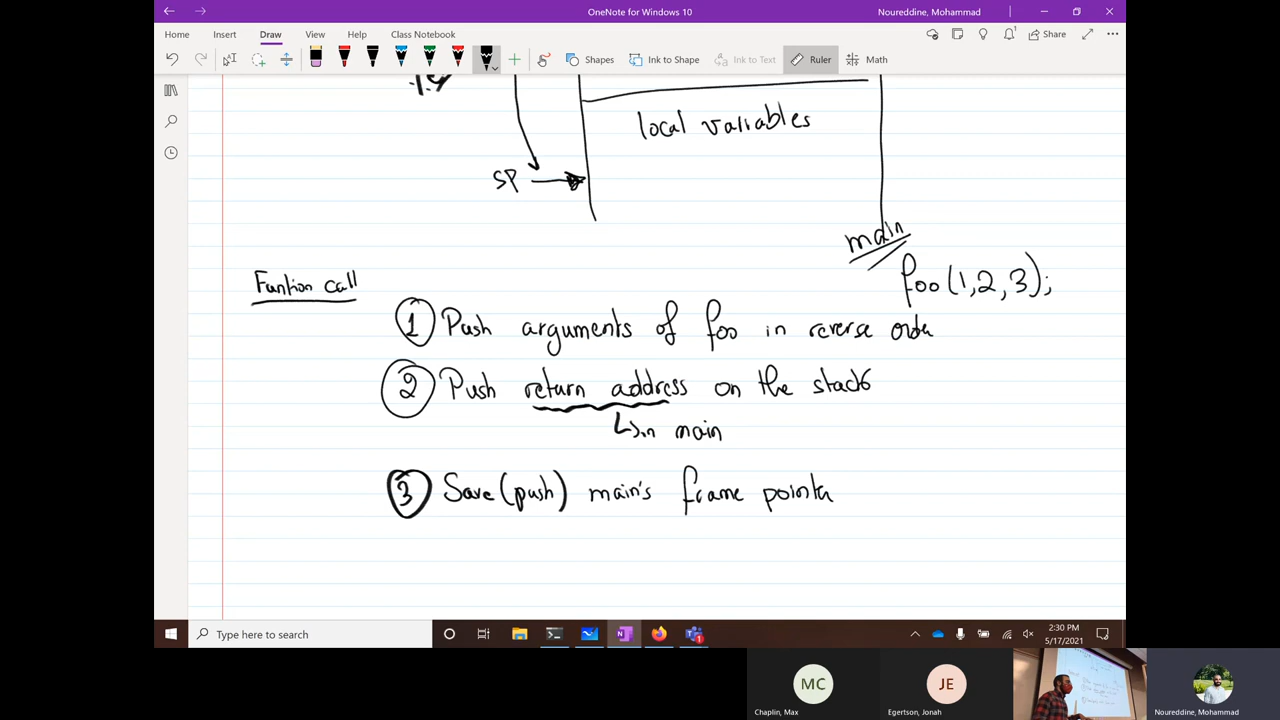 OneNote for Windows 10
Noureddine, Mohammad
Home Insert Draw View Help Class Notebook
Share
Shapes Ink to Shape Ink to Text Ruler Math
local variables
SP
main
foo(1,2,3);
Funtion call
1 Push arguments of foo in reverse order
2 Push return address on the stack
in main
3 Save (push) main's frame pointer
Type here to search
2:30 PM
5/17/2021
MC
JE
Chaplin, Max
Egertson, Jonah
Noureddine, Mohammad